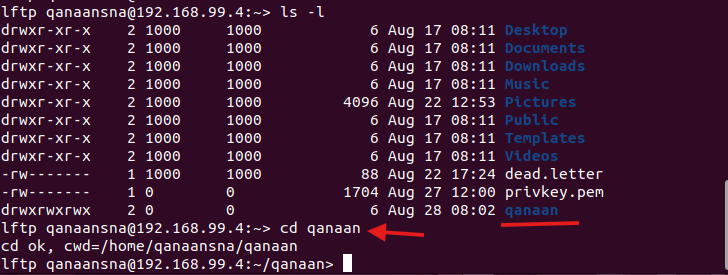 lftp qanaansna@192.168.99.4:~> ls -l
drwxr-xr-x    2 1000     1000            6 Aug 17 08:11 Desktop
drwxr-xr-x    2 1000     1000            6 Aug 17 08:11 Documents
drwxr-xr-x    2 1000     1000            6 Aug 17 08:11 Downloads
drwxr-xr-x    2 1000     1000            6 Aug 17 08:11 Music
drwxr-xr-x    2 1000     1000         4096 Aug 22 12:53 Pictures
drwxr-xr-x    2 1000     1000            6 Aug 17 08:11 Public
drwxr-xr-x    2 1000     1000            6 Aug 17 08:11 Templates
drwxr-xr-x    2 1000     1000            6 Aug 17 08:11 Videos
-rw-------    1 1000     1000           88 Aug 22 17:24 dead.letter
-rw-------    1 0        0            1704 Aug 27 12:00 privkey.pem
drwxrwxrwx    2 0        0               6 Aug 28 08:02 qanaan
lftp qanaansna@192.168.99.4:~> cd qanaan
cd ok, cwd=/home/qanaansna/qanaan
lftp qanaansna@192.168.99.4:~/qanaan>